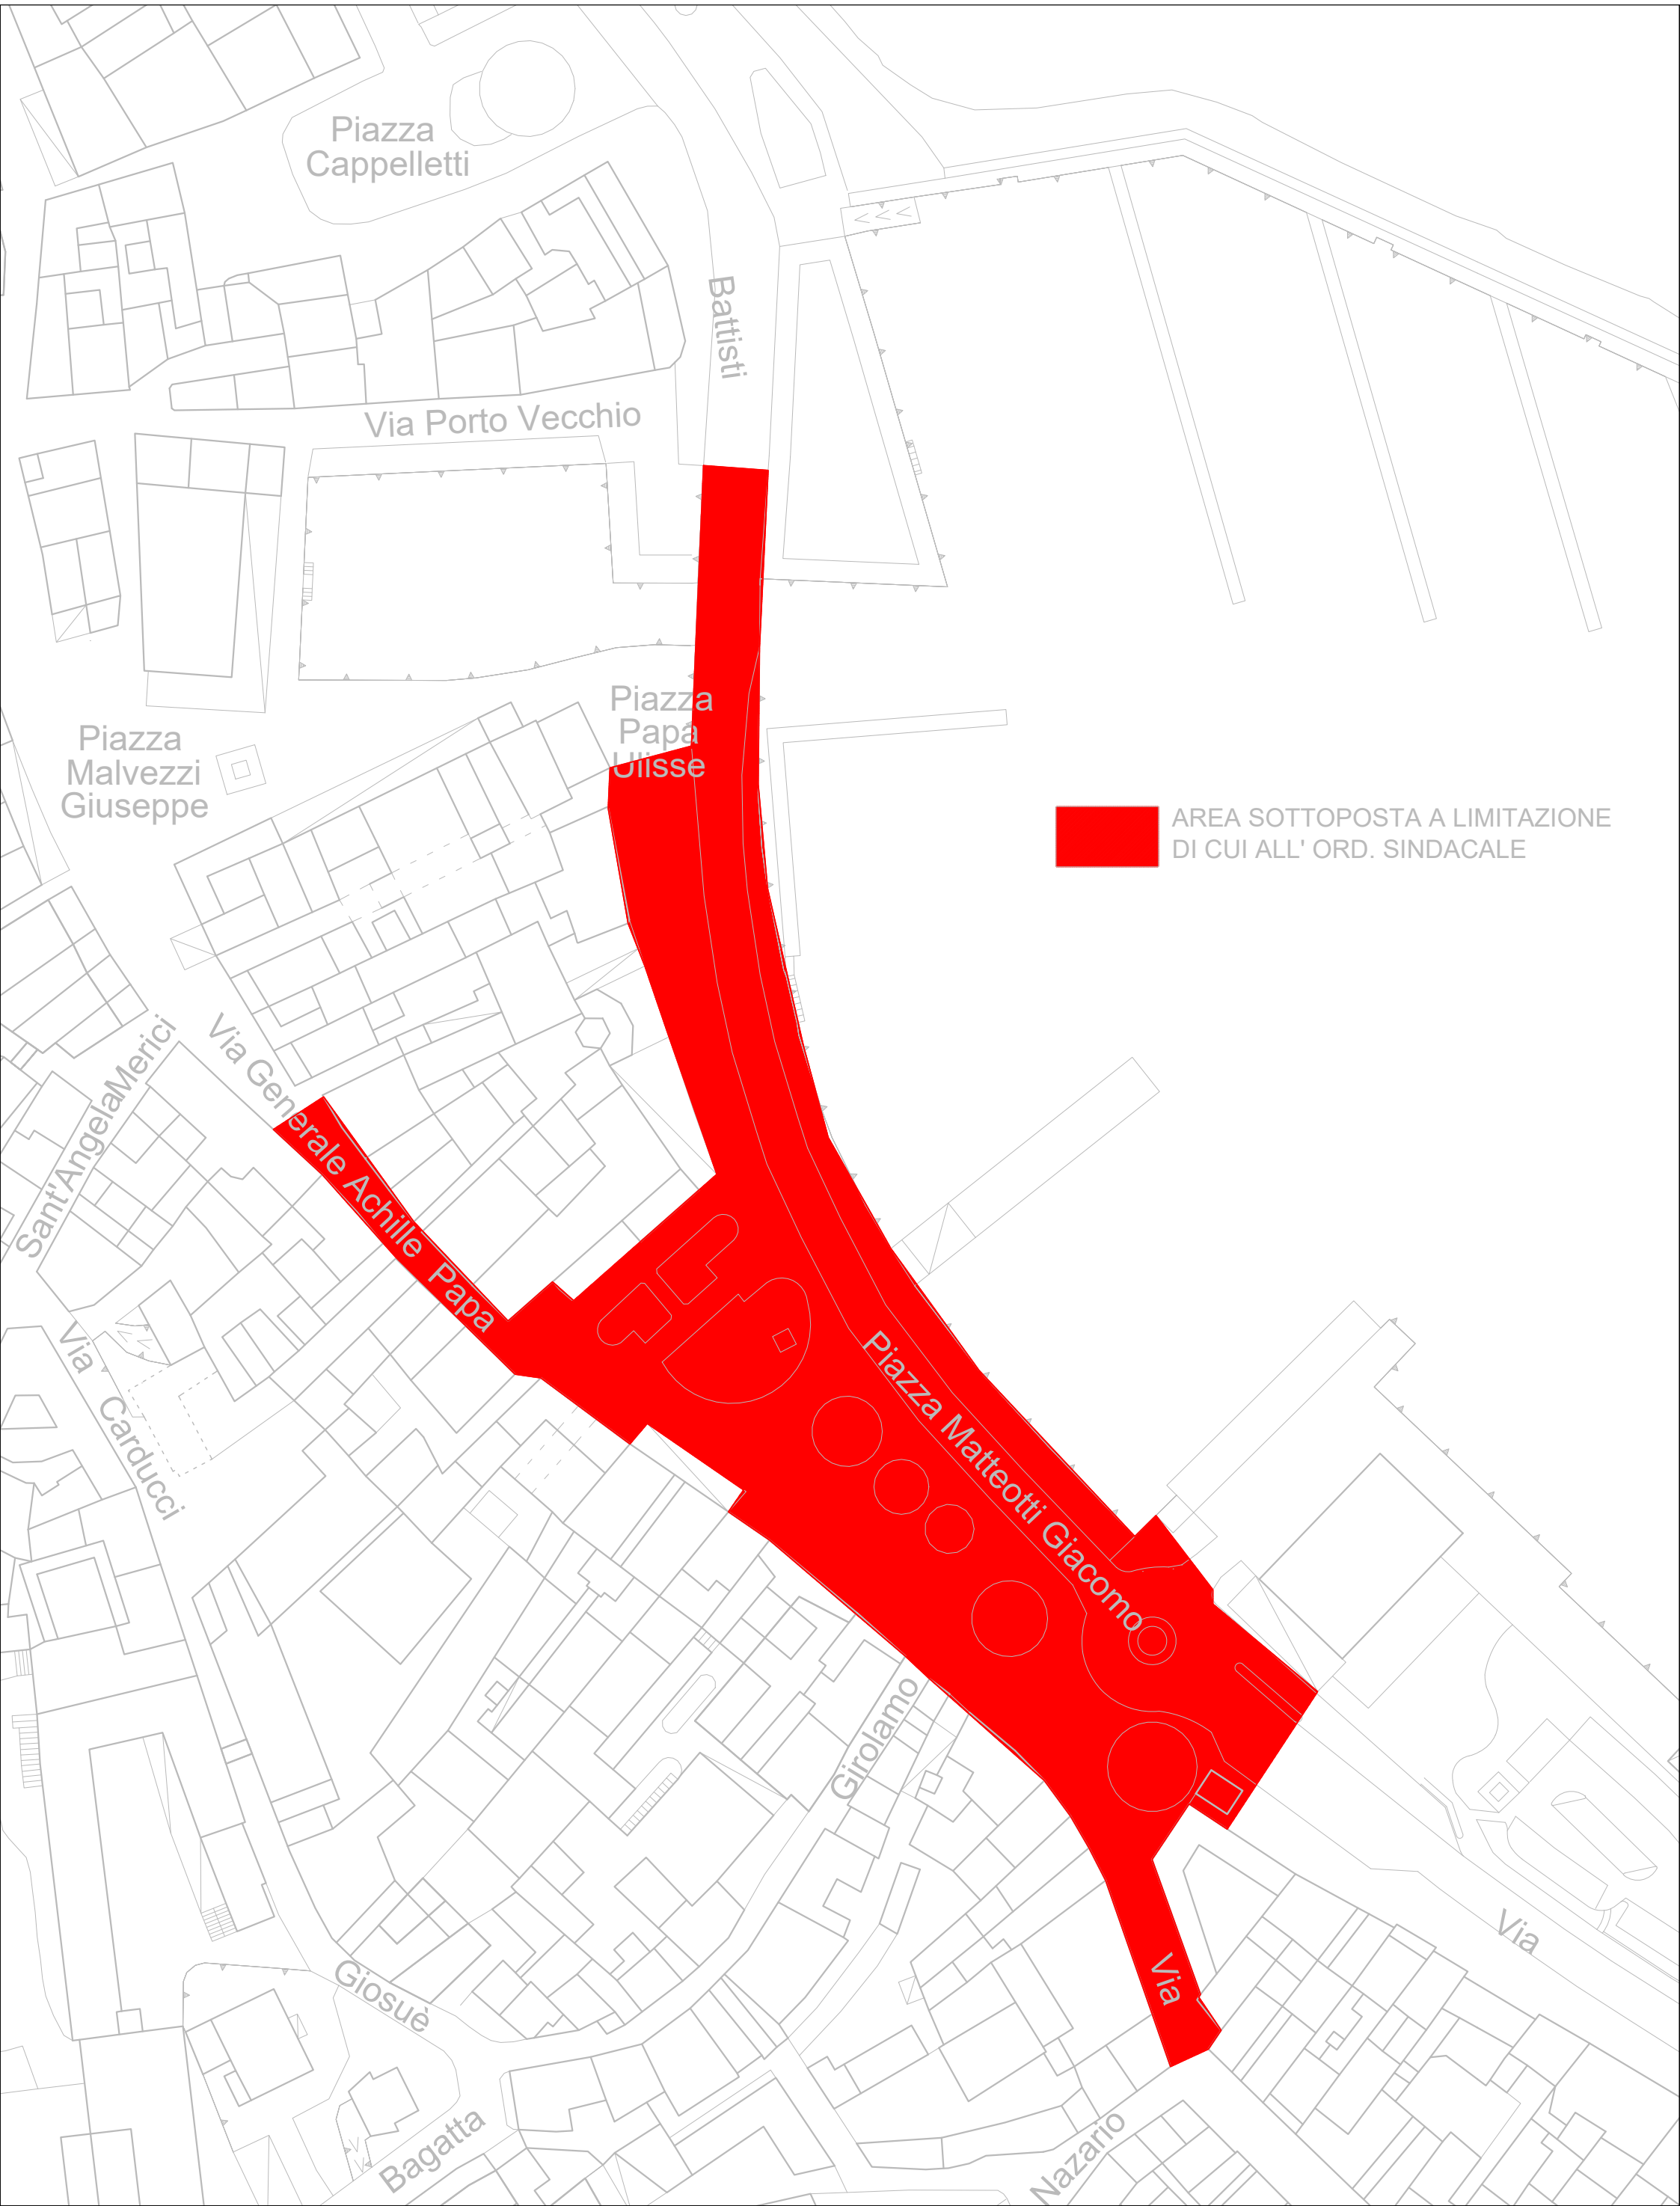 Piazza
Cappelletti
Battisti
Via Porto Vecchio
Piazza
Papa
Ulisse
Piazza
Malvezzi
Giuseppe
AREA SOTTOPOSTA A LIMITAZIONE
DI CUI ALL' ORD. SINDACALE
Sant'AngelaMerici
Via Generale Achille Papa
Via Carducci
Piazza Matteotti Giacomo
Girolamo
Via
Via
Giosuè
Bagatta
Nazario